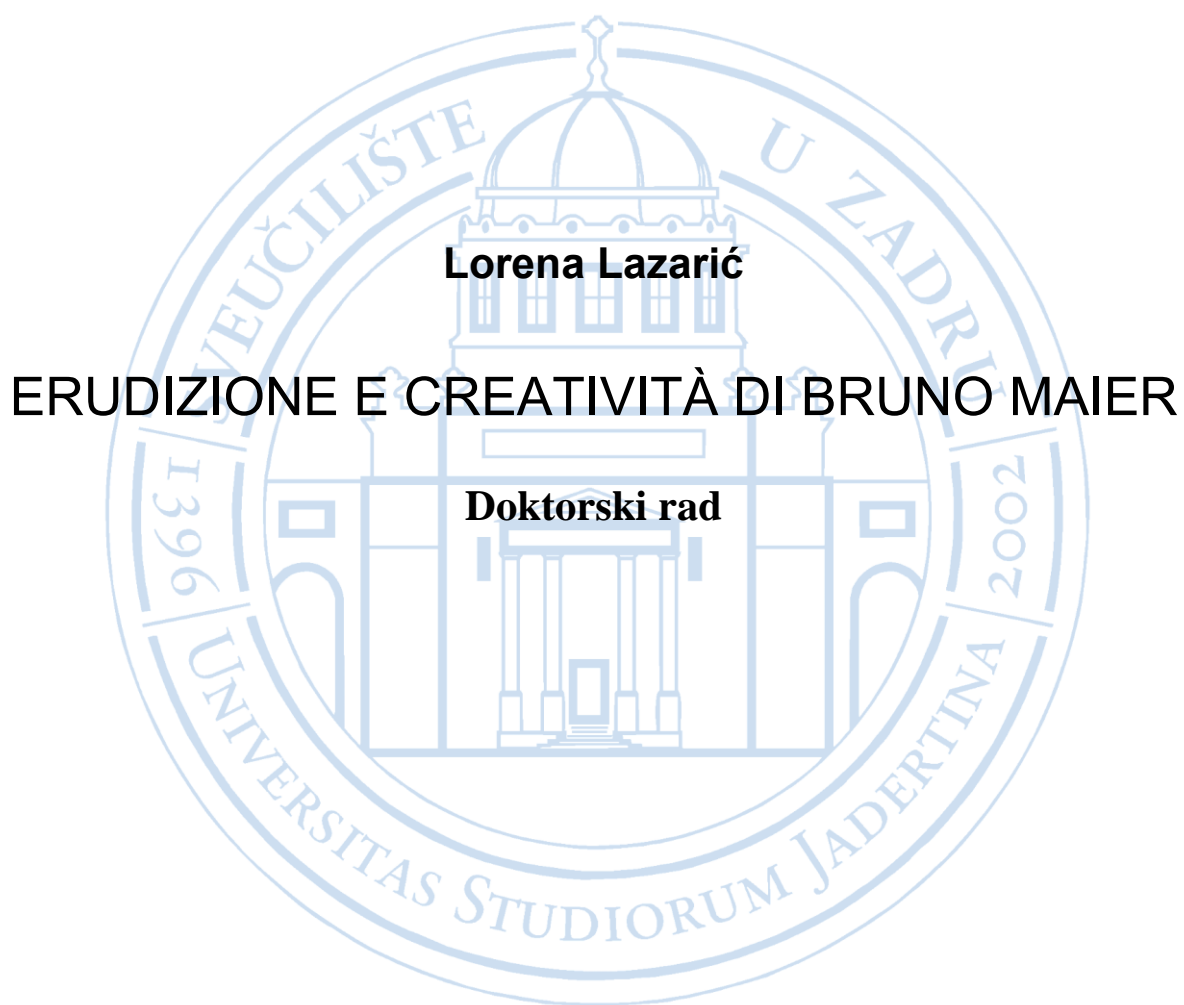 Lorena Lazarić
ERUDIZIONE E CREATIVITÀ DI BRUNO MAIER
Doktorski rad
SVEUČILIŠTE U ZADRU
1396
2002
UNIVERSITAS STUDIORUM JADERTINA